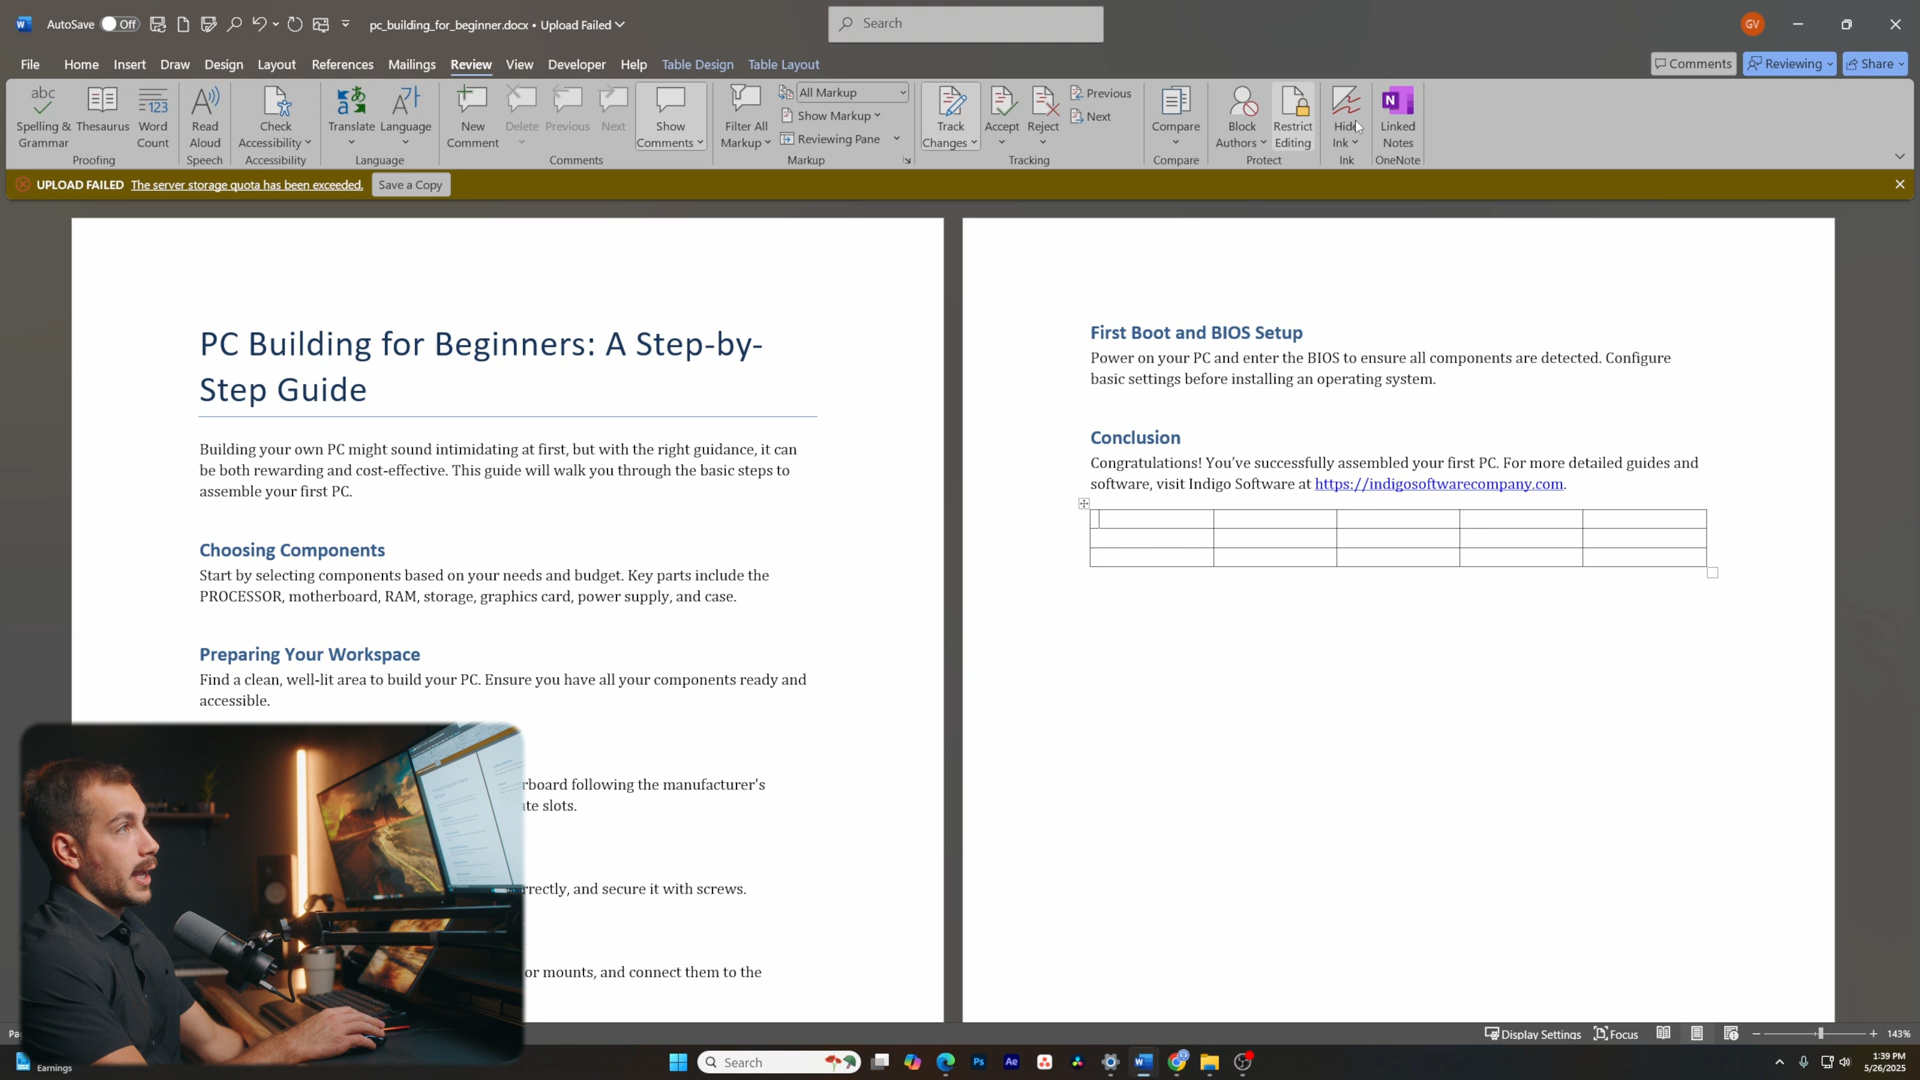 AutoSave Off pc_building_for_beginner.docx • Upload Failed Search GV
File Home Insert Draw Design Layout References Mailings Review View Developer Help Table Design Table Layout Comments Reviewing Share
abc
Spelling & Grammar
Thesaurus
123
Word Count
Proofing
Read Aloud
Speech
Check Accessibility
Accessibility
Translate
Language
Language
New Comment
Delete
Previous
Next
Show Comments
Comments
Filter All Markup
All Markup
Show Markup
Reviewing Pane
Markup
Track Changes
Accept
Reject
Previous
Next
Tracking
Compare
Compare
Block Authors
Restrict Editing
Protect
Hide Ink
Ink
Linked Notes
OneNote
UPLOAD FAILED The server storage quota has been exceeded. Save a Copy
PC Building for Beginners: A Step-by-
Step Guide
Building your own PC might sound intimidating at first, but with the right guidance, it can
be both rewarding and cost-effective. This guide will walk you through the basic steps to
assemble your first PC.
Choosing Components
Start by selecting components based on your needs and budget. Key parts include the
PROCESSOR, motherboard, RAM, storage, graphics card, power supply, and case.
Preparing Your Workspace
Find a clean, well-lit area to build your PC. Ensure you have all your components ready and
accessible.
rboard following the manufacturer's
te slots.
rrectly, and secure it with screws.
or mounts, and connect them to the
First Boot and BIOS Setup
Power on your PC and enter the BIOS to ensure all components are detected. Configure
basic settings before installing an operating system.
Conclusion
Congratulations! You've successfully assembled your first PC. For more detailed guides and
software, visit Indigo Software at https://indigosoftwarecompany.com.
Display Settings Focus 143%
Earnings
Search
Ps
Ae
1:39 PM
5/26/2025